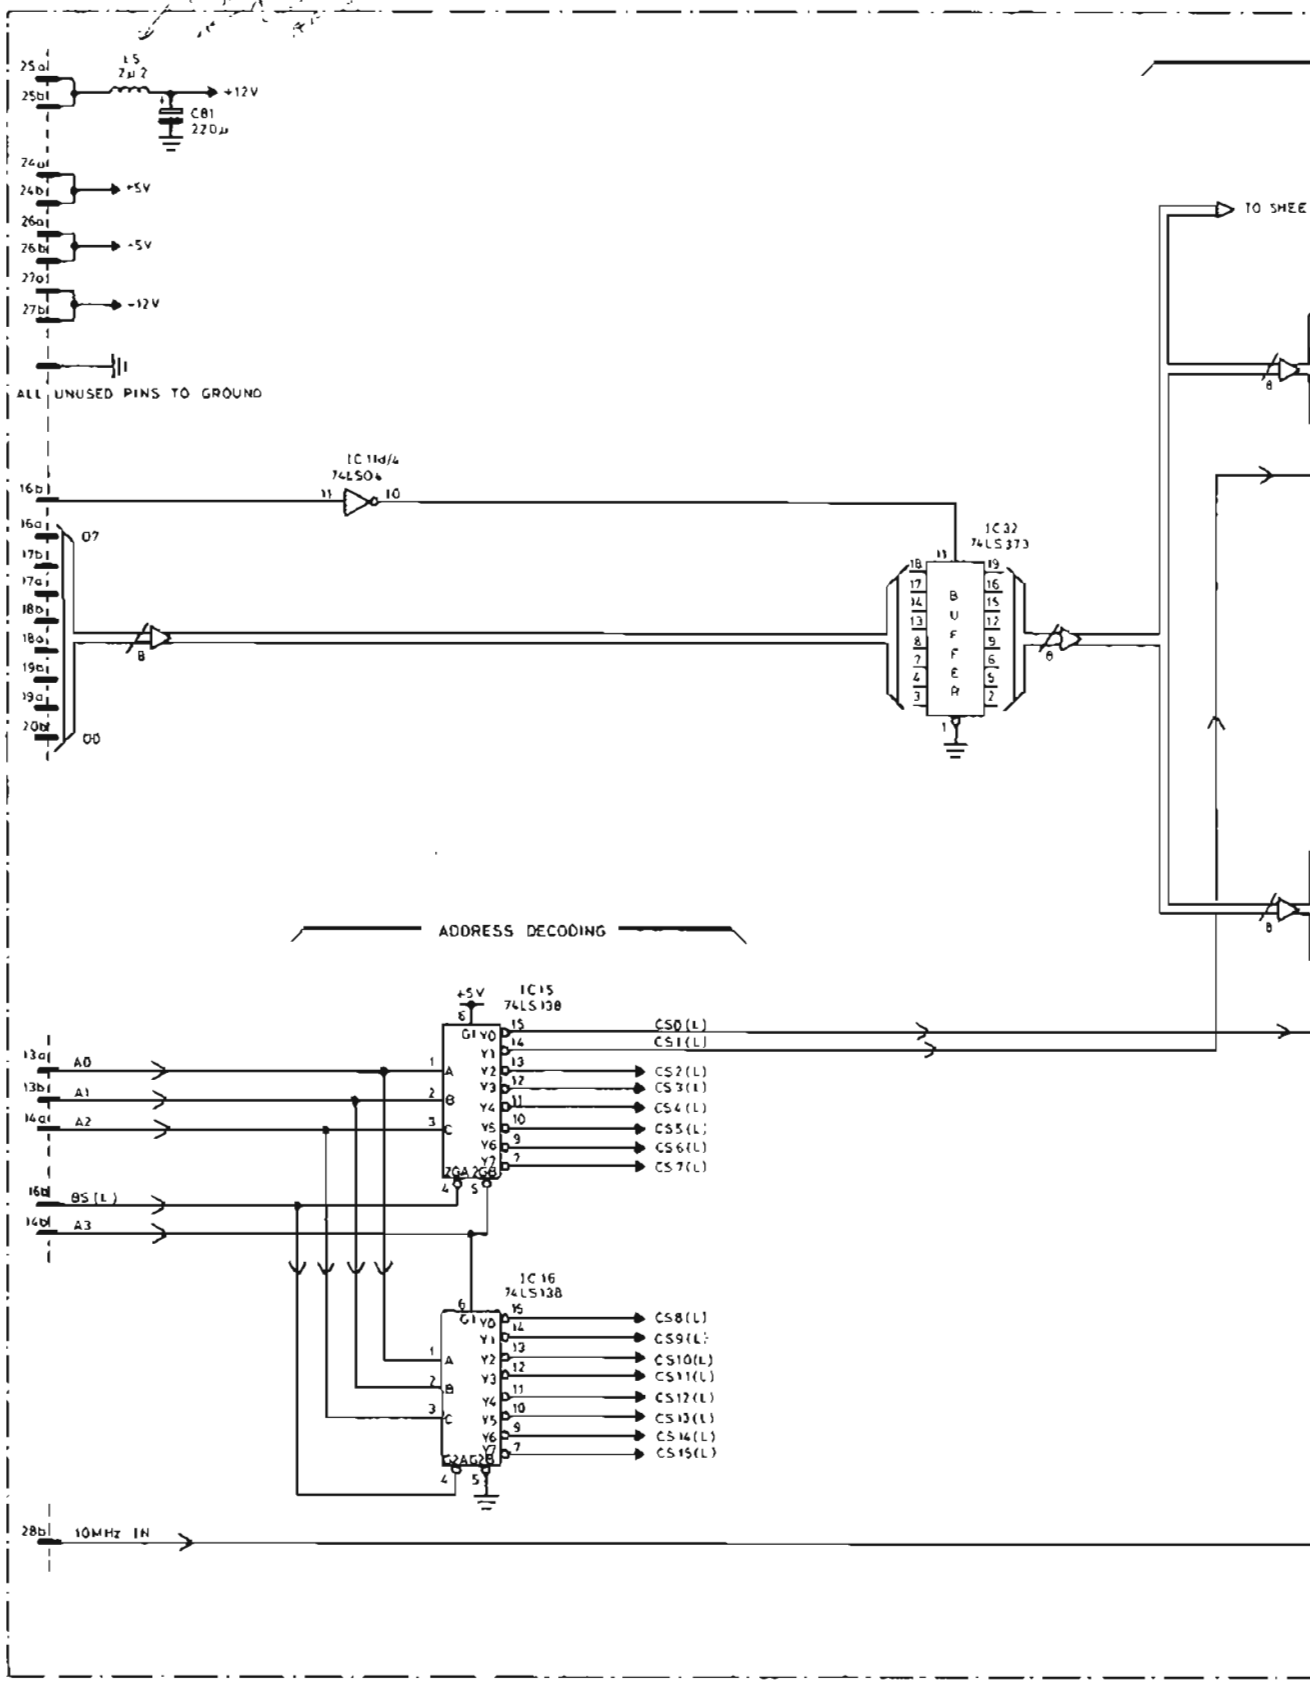 25a
L5
2µ2
25b
+12V
C81
220µ
24a
24b
+5V
26a
26b
-5V
27a
27b
-12V
ALL UNUSED PINS TO GROUND
TO SHEE
8
16b
IC11d/4
74LS04
11
10
16a
07
17b
17a
18b
18a
19b
19a
20b
00
8
IC32
74LS373
11
18
17
14
13
8
7
4
3
BUFFER
19
16
15
12
9
6
5
2
1
8
8
ADDRESS DECODING
+5V
IC15
74LS138
6
G1
Y0 15 CS0(L)
Y1 14 CS1(L)
13a A0 1 A
Y2 13 CS2(L)
Y3 12 CS3(L)
13b A1 2 B
Y4 11 CS4(L)
14a A2 3 C
Y5 10 CS5(L)
Y6 9 CS6(L)
Y7 7 CS7(L)
2GA 2GB
4 5
16b BS(L)
14b A3
IC16
74LS138
6
G1
Y0 15 CS8(L)
Y1 14 CS9(L)
1 A
Y2 13 CS10(L)
Y3 12 CS11(L)
2 B
Y4 11 CS12(L)
3 C
Y5 10 CS13(L)
Y6 9 CS14(L)
Y7 7 CS15(L)
G2A G2B
4 5
28b 10MHz IN